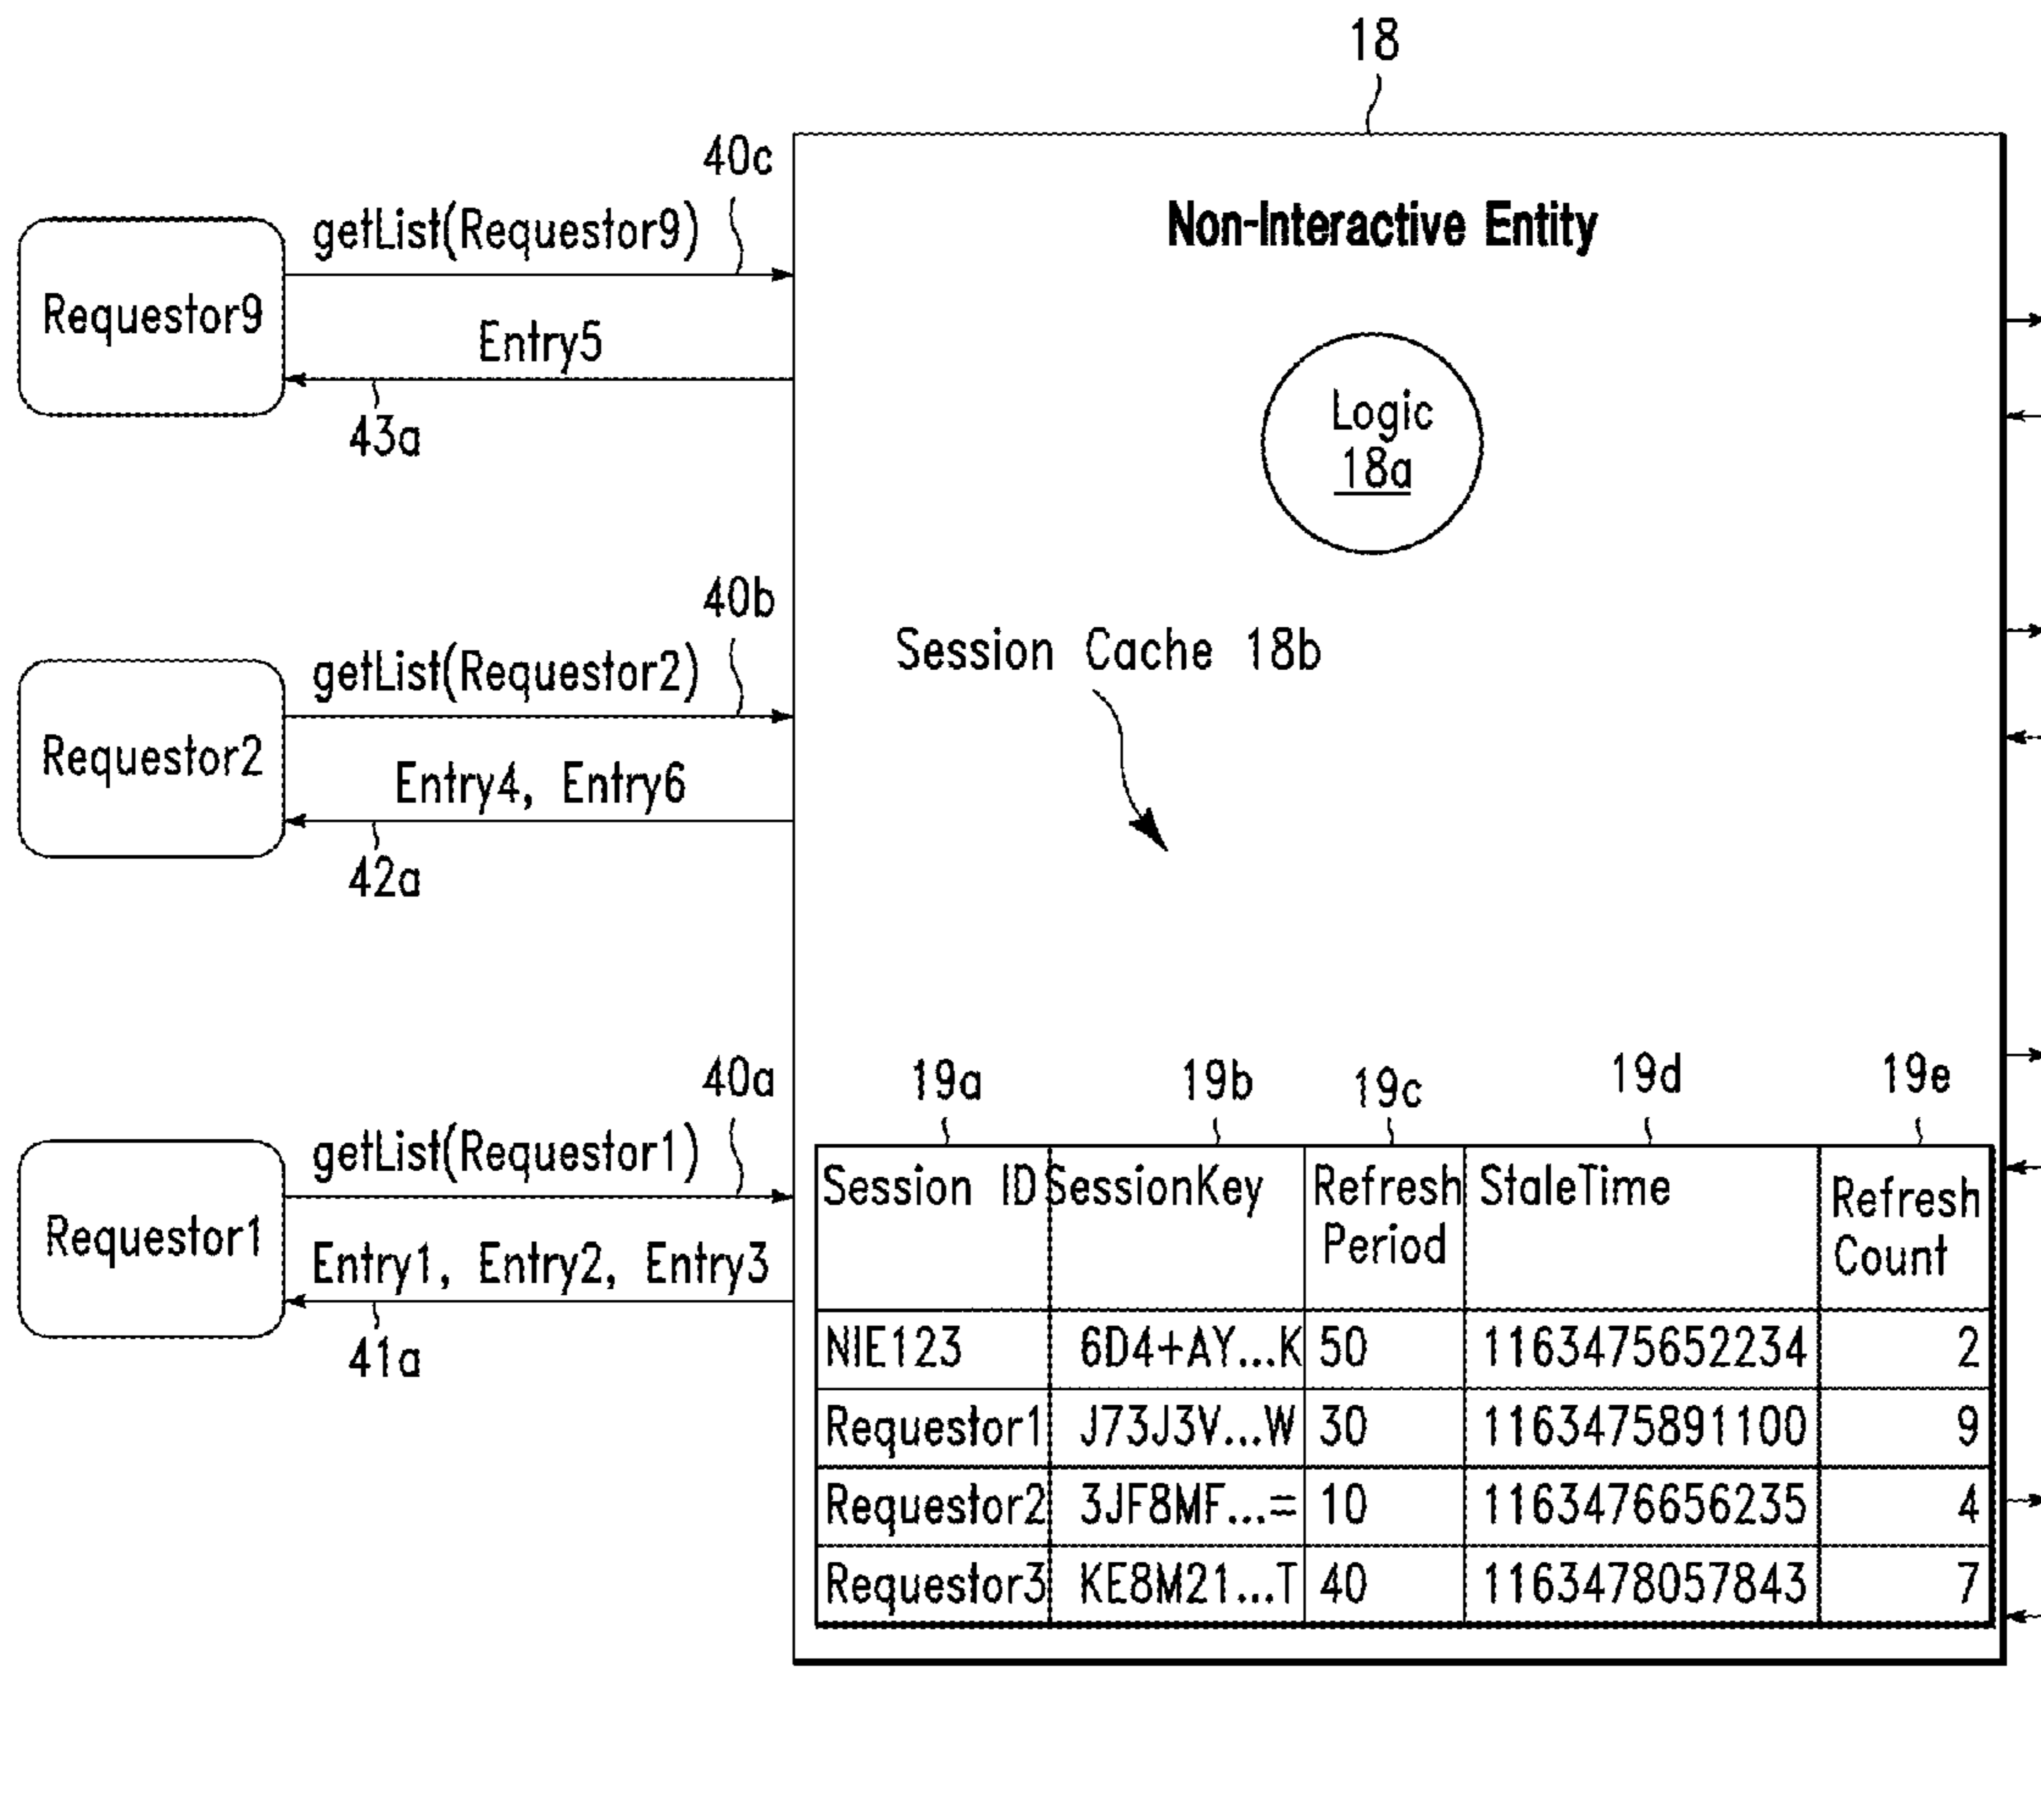 18
40c
Non-Interactive Entity
getList(Requestor9)
Requestor9
Entry5
43a
Logic
18a
40b
getList(Requestor2)
Session Cache 18b
Requestor2
Entry4, Entry6
42a
40a
19a 19b 19c 19d 19e
getList(Requestor1)
Requestor1
Entry1, Entry2, Entry3
41a
Session ID SessionKey Refresh Period StaleTime Refresh Count
NIE123 6D4+AY...K 50 1163475652234 2
Requestor1 J73J3V...W 30 1163475891100 9
Requestor2 3JF8MF...= 10 1163476656235 4
Requestor3 KE8M21...T 40 1163478057843 7